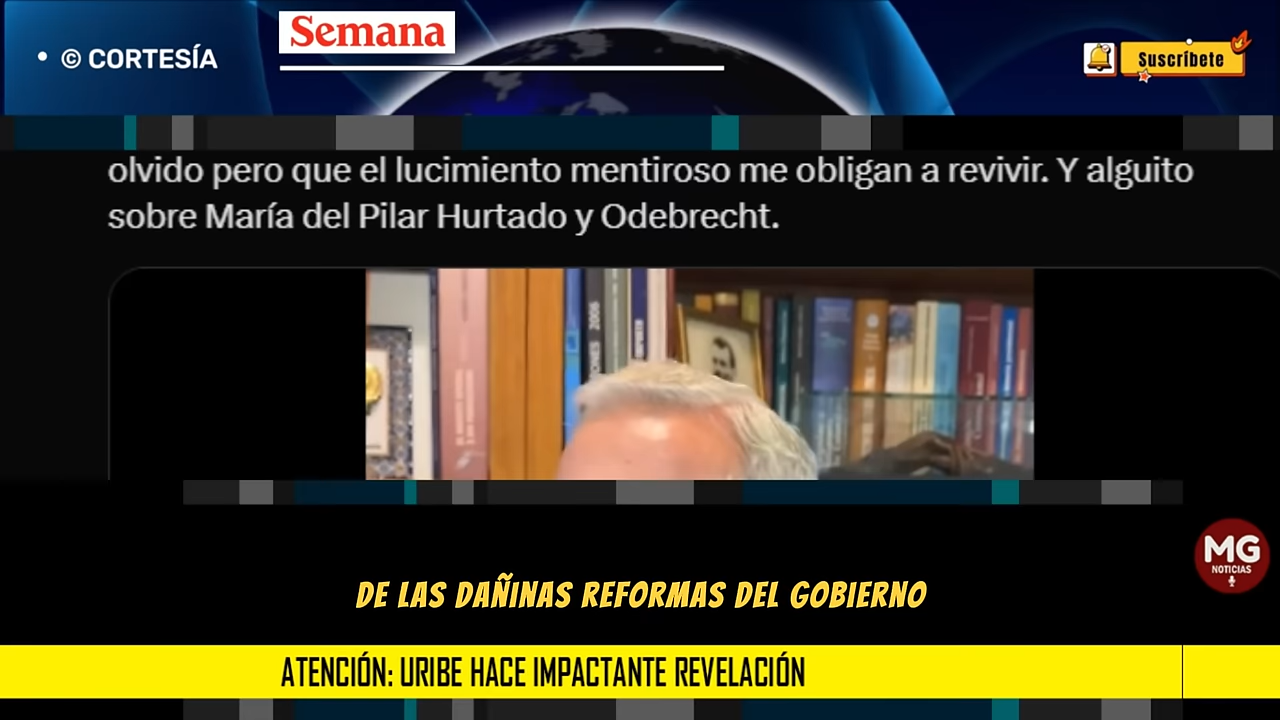 • © CORTESÍA
Semana
Suscríbete
olvido pero que el lucimiento mentiroso me obligan a revivir. Y alguito
sobre María del Pilar Hurtado y Odebrecht.
2006
MG
NOTICIAS
DE LAS DAÑINAS REFORMAS DEL GOBIERNO
ATENCIÓN: URIBE HACE IMPACTANTE REVELACIÓN